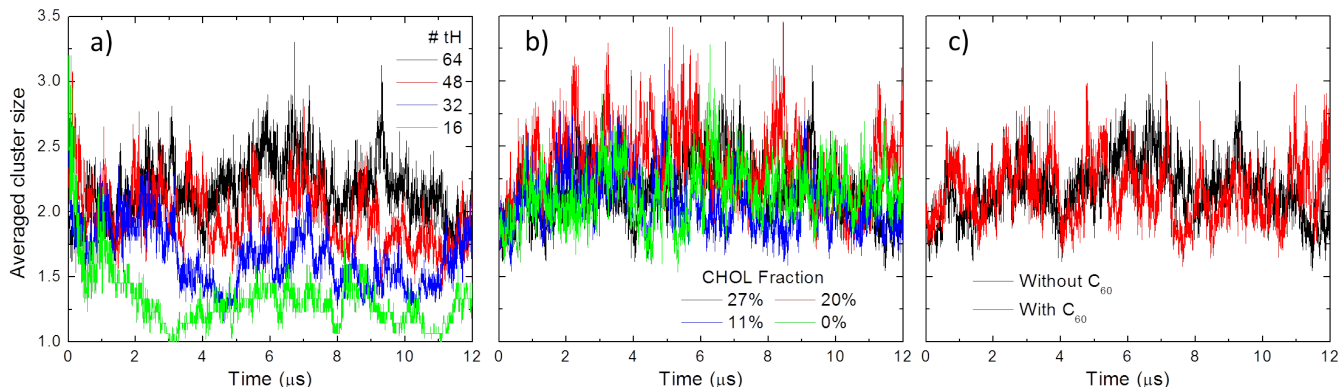 a)
# tH
64
48
32
16
Averaged cluster size
3.5
3.0
2.5
2.0
1.5
1.0
0 2 4 6 8 10 12
Time (μs)
b)
CHOL Fraction
27% 20%
11% 0%
0 2 4 6 8 10 12
Time (μs)
c)
Without C₆₀
With C₆₀
0 2 4 6 8 10 12
Time (μs)